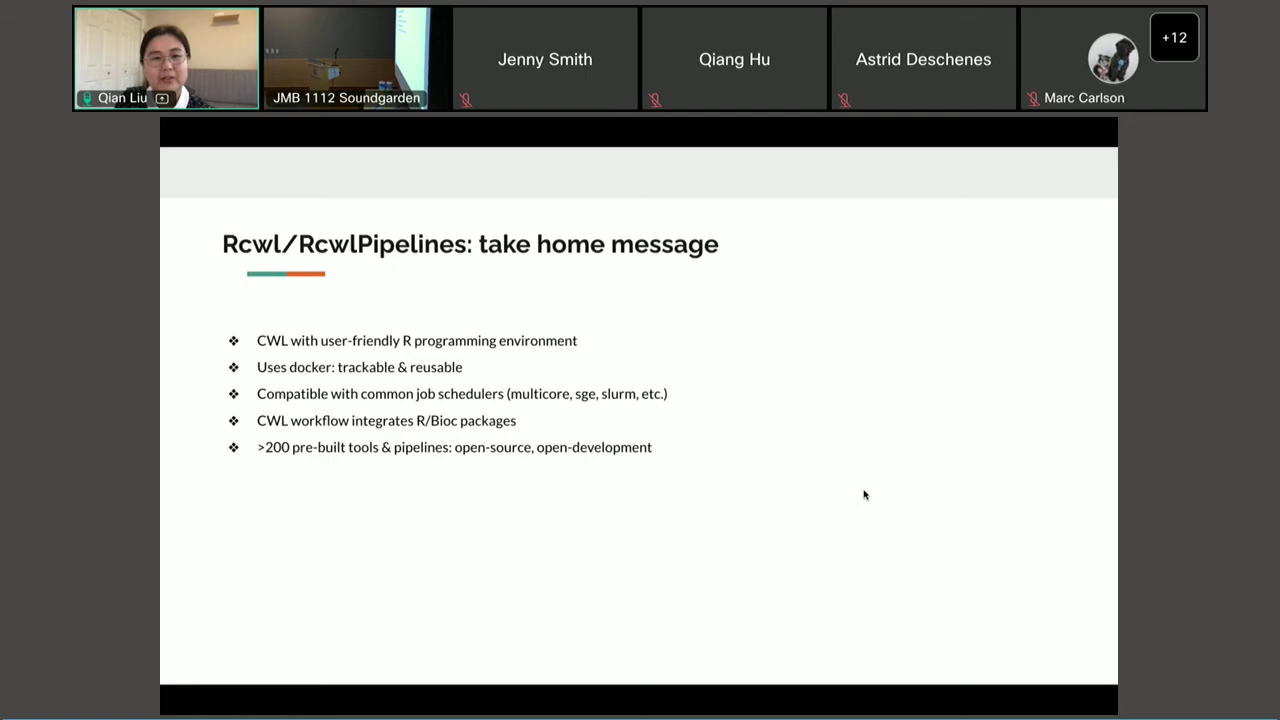 Qian Liu
JMB 1112 Soundgarden
Jenny Smith
Qiang Hu
Astrid Deschenes
Marc Carlson
+12
Rcwl/RcwlPipelines: take home message
❖ CWL with user-friendly R programming environment
❖ Uses docker: trackable & reusable
❖ Compatible with common job schedulers (multicore, sge, slurm, etc.)
❖ CWL workflow integrates R/Bioc packages
❖ >200 pre-built tools & pipelines: open-source, open-development